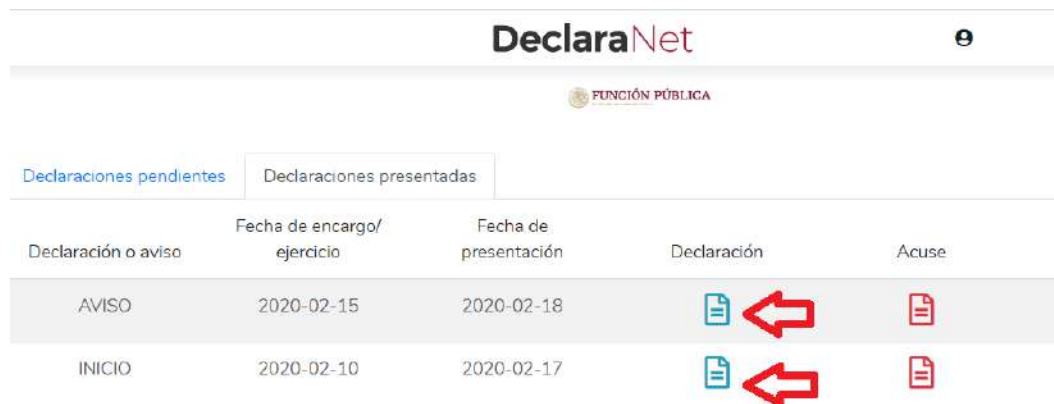 DeclaraNet
FUNCIÓN PÚBLICA
Declaraciones pendientes Declaraciones presentadas
Declaración o aviso Fecha de encargo/ Fecha de Declaración Acuse
ejercicio presentación
AVISO 2020-02-15 2020-02-18
INICIO 2020-02-10 2020-02-17